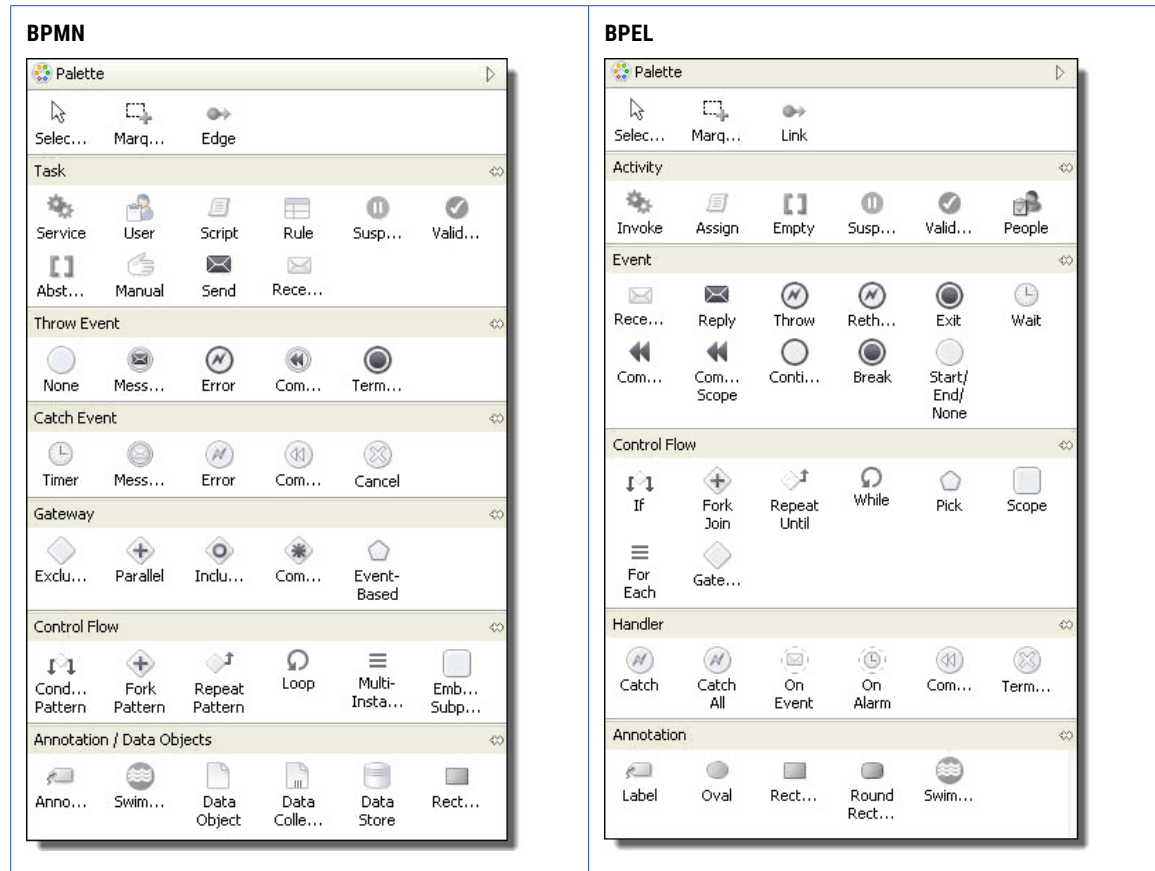 BPMN
Palette
Selec... Marq... Edge
Task
Service User Script Rule Susp... Valid...
Abst... Manual Send Rece...
Throw Event
None Mess... Error Com... Term...
Catch Event
Timer Mess... Error Com... Cancel
Gateway
Exclu... Parallel Inclu... Com... Event-
Based
Control Flow
Cond... Fork Repeat Loop Multi- Emb...
Pattern Pattern Pattern Insta... Subp...
Annotation / Data Objects
Anno... Swim... Data Data Data Rect...
Object Colle... Store
BPEL
Palette
Selec... Marq... Link
Activity
Invoke Assign Empty Susp... Valid... People
Event
Rece... Reply Throw Reth... Exit Wait
Com... Com... Conti... Break Start/
Scope End/
None
Control Flow
If Fork Repeat While Pick Scope
Join Until
For Gate...
Each
Handler
Catch Catch On On Com... Term...
All Event Alarm
Annotation
Label Oval Rect... Round Swim...
Rect...